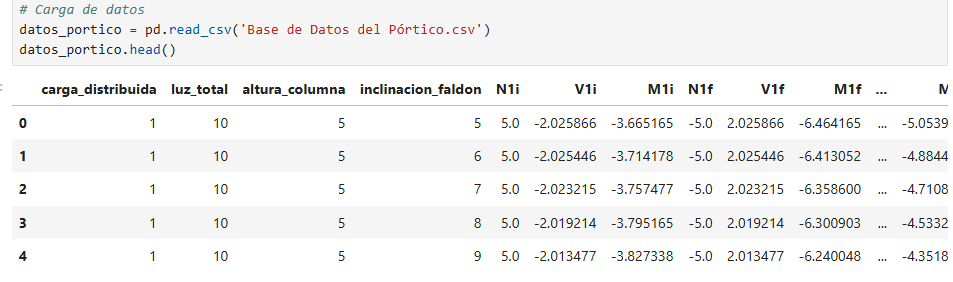 # Carga de datos
datos_portico = pd.read_csv('Base de Datos del Pórtico.csv')
datos_portico.head()
carga_distribuida luz_total altura_columna inclinacion_faldon N1i V1i M1i N1f V1f M1f ... M
0 1 10 5 5 5.0 -2.025866 -3.665165 -5.0 2.025866 -6.464165 ... -5.0539
1 1 10 5 6 5.0 -2.025446 -3.714178 -5.0 2.025446 -6.413052 ... -4.8844
2 1 10 5 7 5.0 -2.023215 -3.757477 -5.0 2.023215 -6.358600 ... -4.7108
3 1 10 5 8 5.0 -2.019214 -3.795165 -5.0 2.019214 -6.300903 ... -4.5332
4 1 10 5 9 5.0 -2.013477 -3.827338 -5.0 2.013477 -6.240048 ... -4.3518